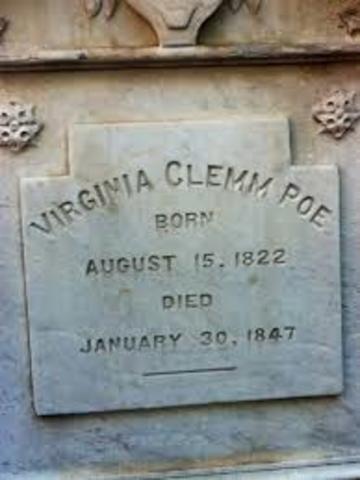 VIRGINIA CLEMM POE
BORN
AUGUST 15. 1822
DIED
JANUARY 30, 1847